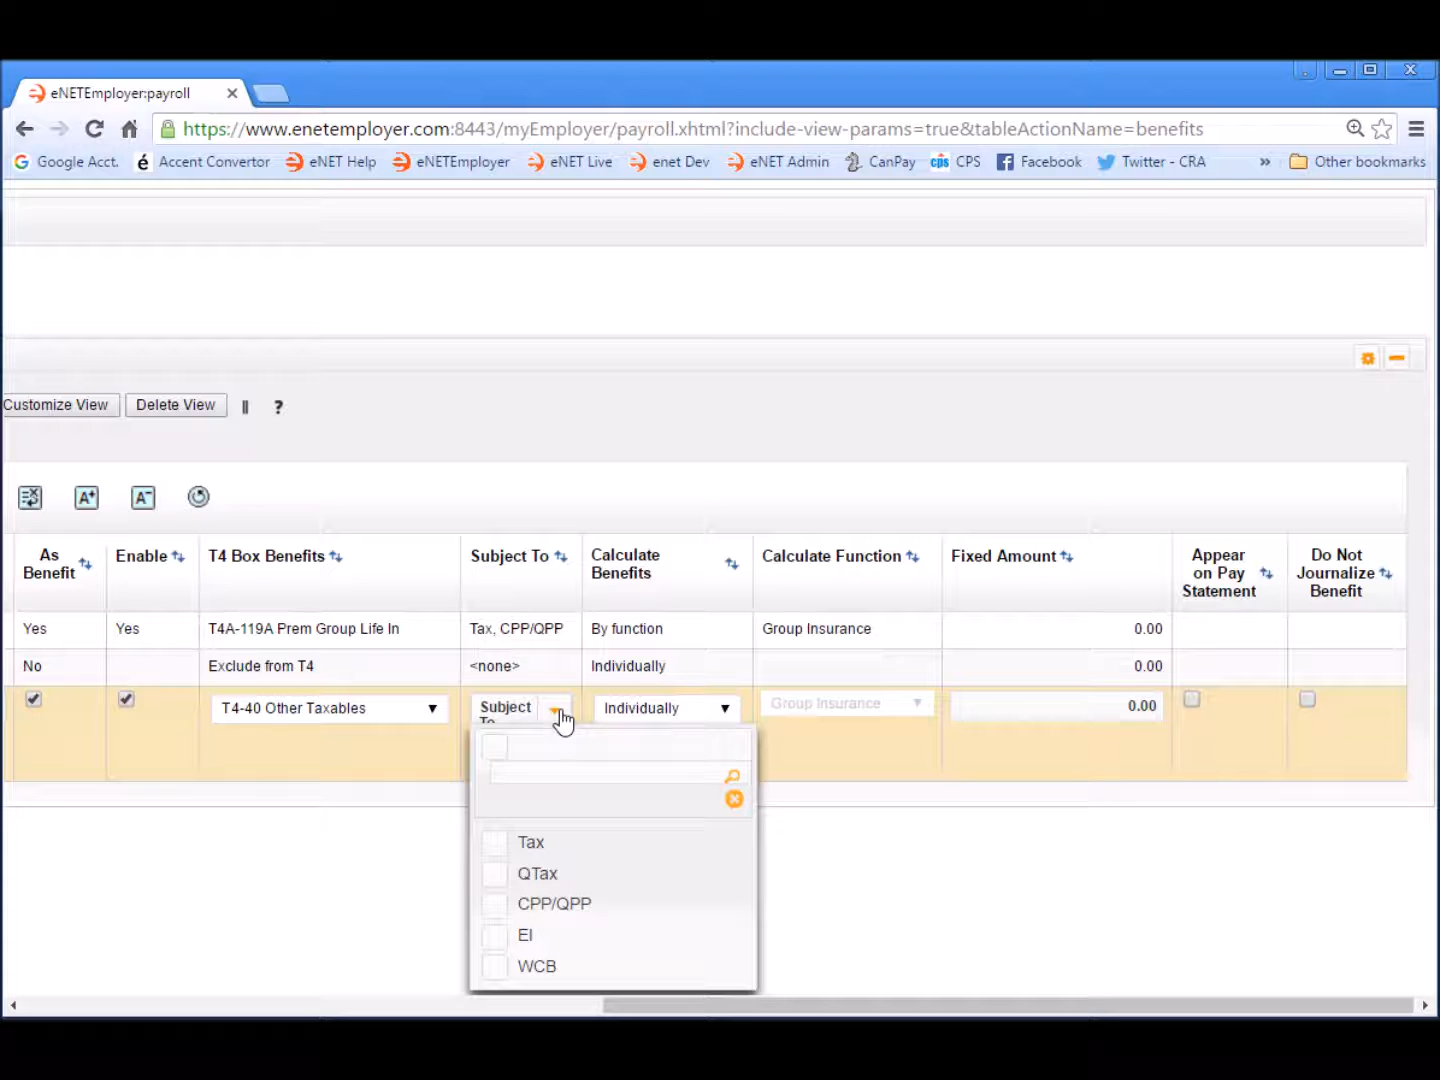 eNETEmployer:payroll
https://www.enetemployer.com:8443/myEmployer/payroll.xhtml?include-view-params=true&tableActionName=benefits
Google Acct. Accent Convertor eNET Help eNETEmployer eNET Live enet Dev eNET Admin CanPay cps CPS Facebook Twitter - CRA » Other bookmarks
Customize View Delete View ?
As Benefit Enable T4 Box Benefits Subject To Calculate Benefits Calculate Function Fixed Amount Appear on Pay Statement Do Not Journalize Benefit
Yes Yes T4A-119A Prem Group Life In Tax, CPP/QPP By function Group Insurance 0.00
No Exclude from T4 <none> Individually 0.00
T4-40 Other Taxables Subject To Individually Group Insurance 0.00
Tax
QTax
CPP/QPP
EI
WCB